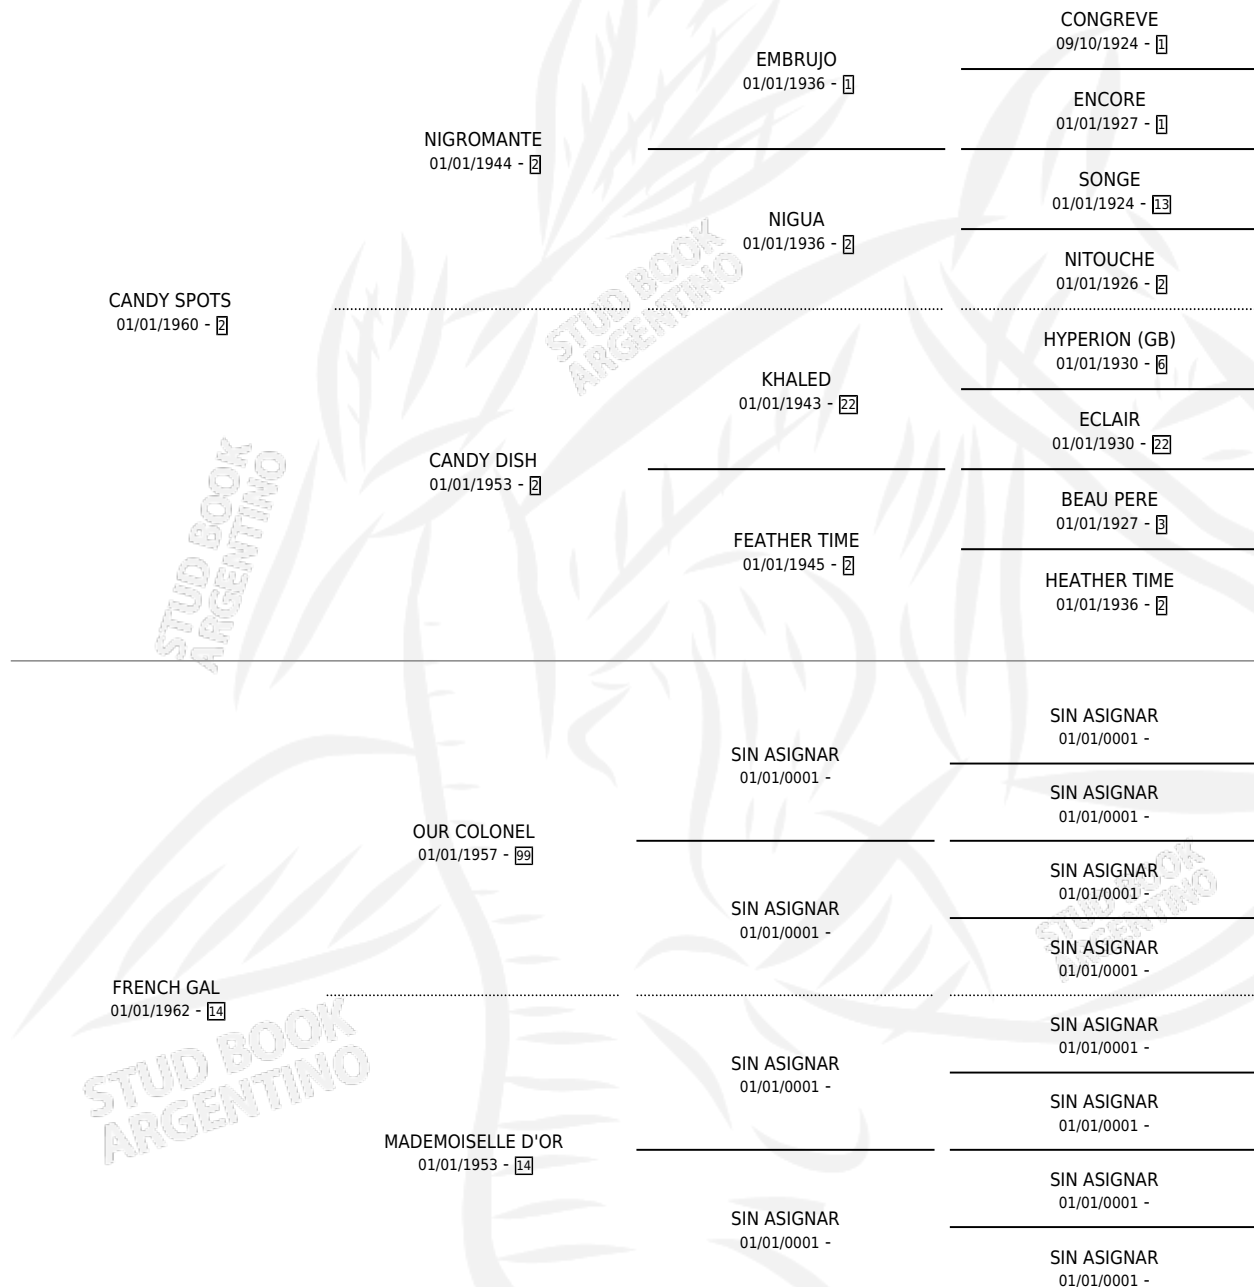 CONGREVE
09/10/1924 - 1
EMBRUJO
01/01/1936 - 1
ENCORE
01/01/1927 - 1
NIGROMANTE
01/01/1944 - 2
SONGE
01/01/1924 - 13
NIGUA
01/01/1936 - 2
NITOUCHE
01/01/1926 - 2
CANDY SPOTS
01/01/1960 - 2
HYPERION (GB)
01/01/1930 - 6
KHALED
01/01/1943 - 22
ECLAIR
01/01/1930 - 22
CANDY DISH
01/01/1953 - 2
BEAU PERE
01/01/1927 - 3
FEATHER TIME
01/01/1945 - 2
HEATHER TIME
01/01/1936 - 2
STUD BOOK
ARGENTINO
STUD BOOK
ARGENTINO
SIN ASIGNAR
01/01/0001 -
SIN ASIGNAR
01/01/0001 -
SIN ASIGNAR
01/01/0001 -
OUR COLONEL
01/01/1957 - 99
SIN ASIGNAR
01/01/0001 -
SIN ASIGNAR
01/01/0001 -
SIN ASIGNAR
01/01/0001 -
FRENCH GAL
01/01/1962 - 14
SIN ASIGNAR
01/01/0001 -
SIN ASIGNAR
01/01/0001 -
SIN ASIGNAR
01/01/0001 -
MADEMOISELLE D'OR
01/01/1953 - 14
SIN ASIGNAR
01/01/0001 -
SIN ASIGNAR
01/01/0001 -
SIN ASIGNAR
01/01/0001 -
STUD BOOK
ARGENTINO
STUD BOOK
ARGENTINO